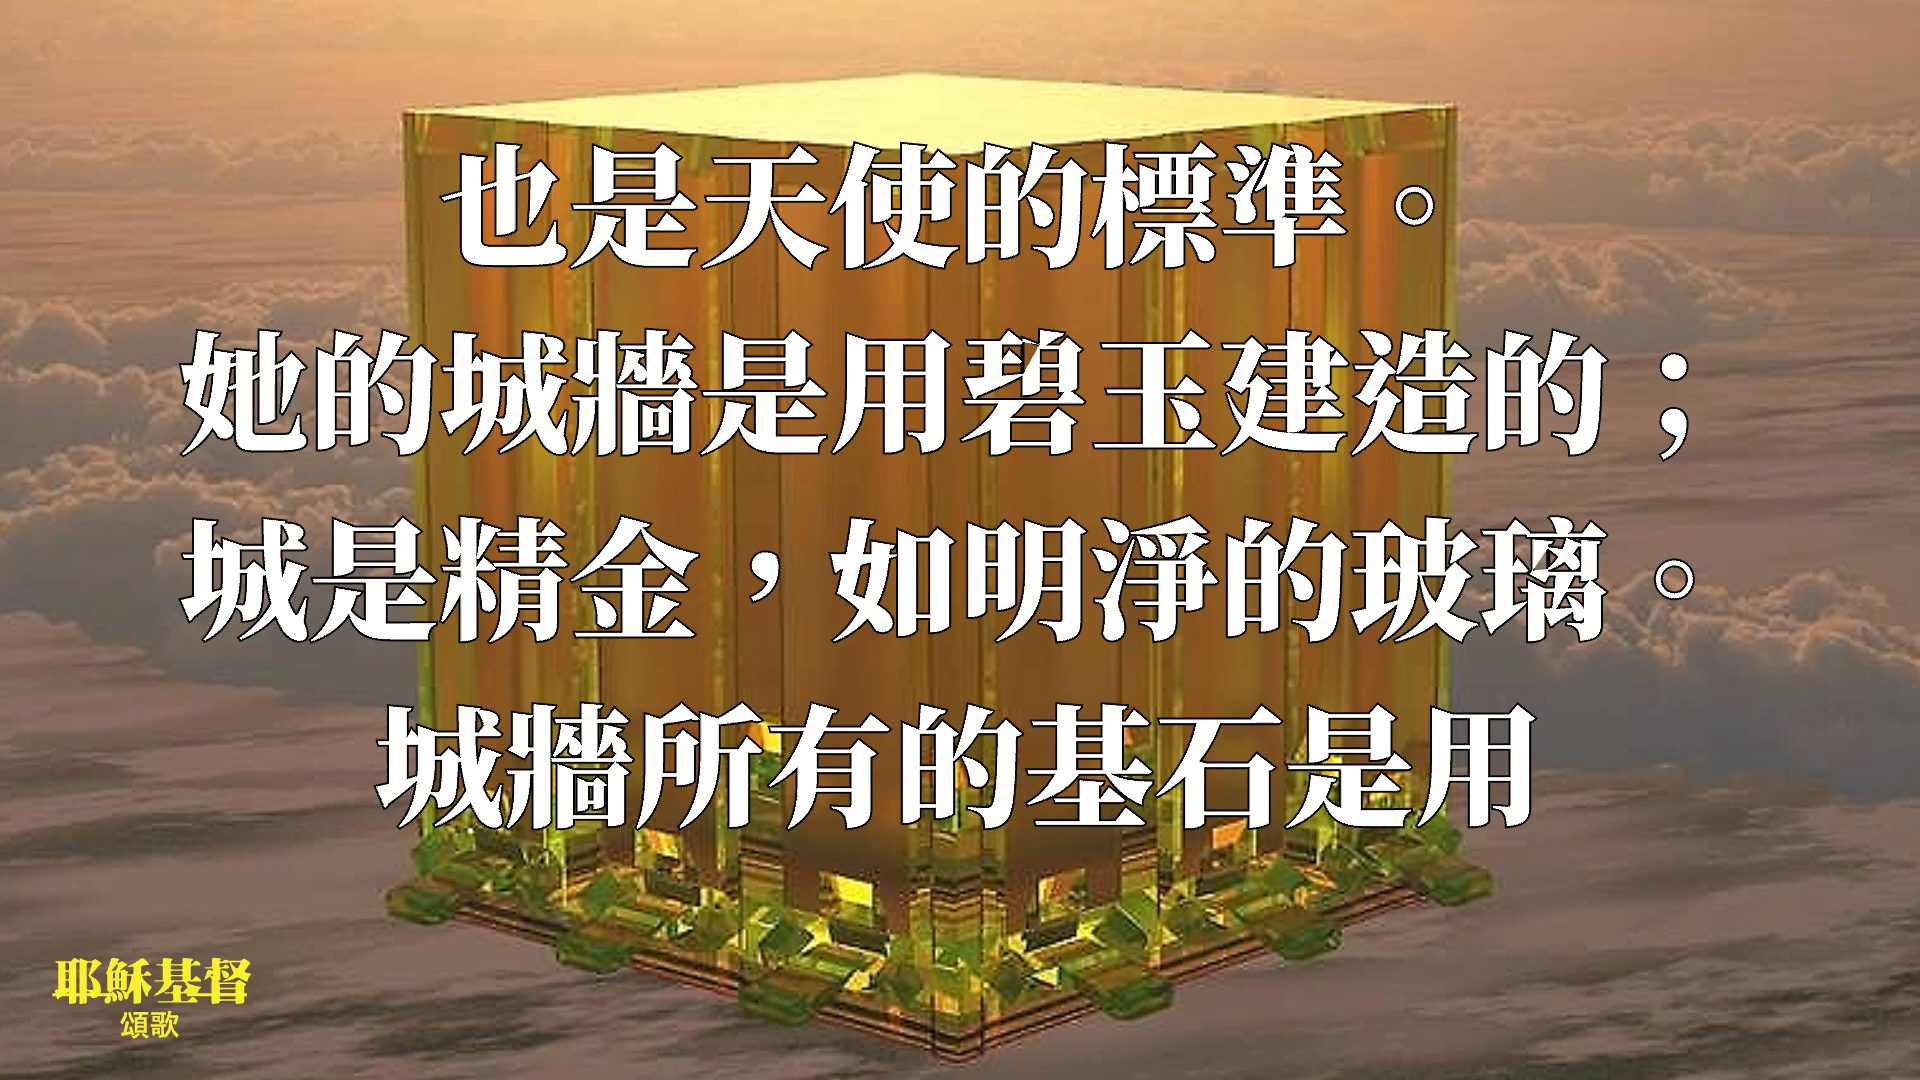 也是天使的標準。
她的城牆是用碧玉建造的；
城是精金，如明淨的玻璃。
城牆所有的基石是用
耶穌基督
頌歌